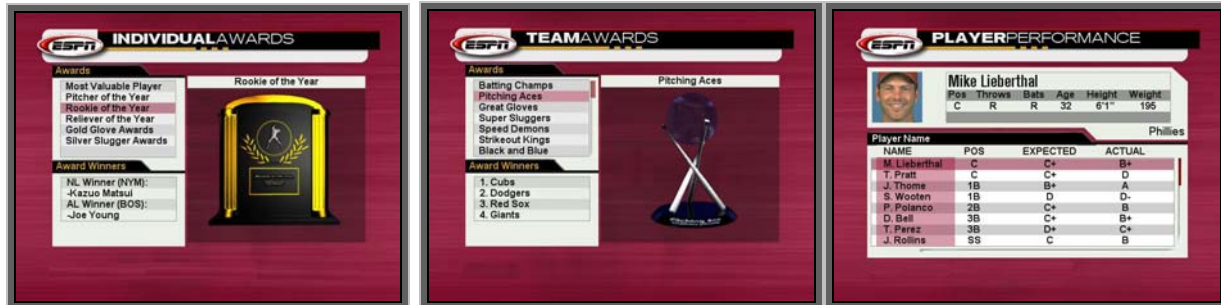 ESPN
INDIVIDUALAWARDS
Awards
Most Valuable Player
Pitcher of the Year
Rookie of the Year
Reliever of the Year
Gold Glove Awards
Silver Slugger Awards
Award Winners
NL Winner (NYM):
-Kazuo Matsui
AL Winner (BOS):
-Joe Young
Rookie of the Year
ESPN
TEAMAWARDS
Awards
Batting Champs
Pitching Aces
Great Gloves
Super Sluggers
Speed Demons
Strikeout Kings
Black and Blue
Award Winners
1. Cubs
2. Dodgers
3. Red Sox
4. Giants
Pitching Aces
Pitching Ace
ESPN
PLAYERPERFORMANCE
Mike Lieberthal
Pos Throws Bats Age Height Weight
C R R 32 6'1" 195
Phillies
Player Name
NAME POS EXPECTED ACTUAL
M. Lieberthal C C+ B+
T. Pratt C C+ D
J. Thome 1B B+ A
S. Wooten 1B D D-
P. Polanco 2B C+ B
D. Bell 3B C+ B+
T. Perez 3B D+ C+
J. Rollins SS C B